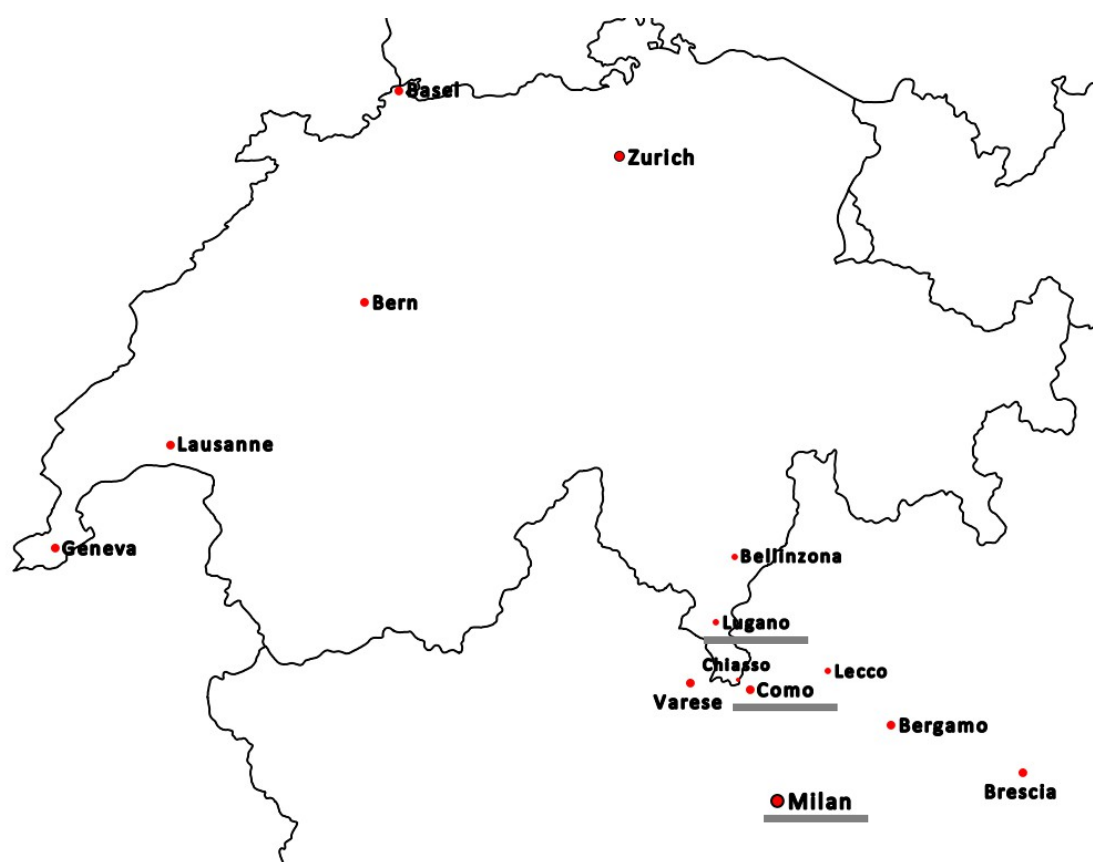 Basel
Zurich
Bern
Lausanne
Geneva
Bellinzona
Lugano
Chiasso
Lecco
Como
Varese
Bergamo
Brescia
Milan